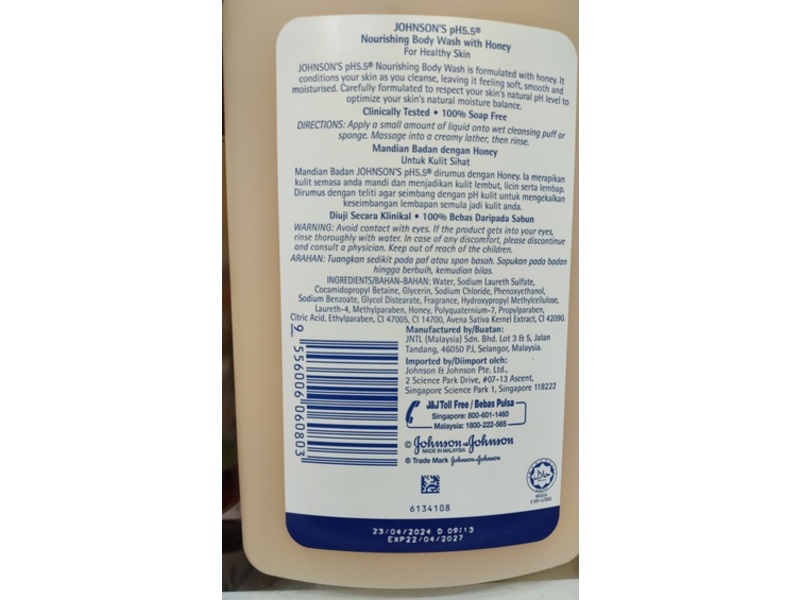 JOHNSON'S pH5.5®
Nourishing Body Wash with Honey
For Healthy Skin
JOHNSON'S pH5.5® Nourishing Body Wash is formulated with honey. It
conditions your skin as you cleanse, leaving it feeling soft, smooth and
moisturised. Carefully formulated to respect your skin's natural pH level to
optimize your skin's natural moisture balance.
Clinically Tested • 100% Soap Free
DIRECTIONS: Apply a small amount of liquid onto wet cleansing puff or
sponge. Massage into a creamy lather, then rinse.
Mandian Badan dengan Honey
Untuk Kulit Sihat
Mandian Badan JOHNSON'S pH5.5® dirumus dengan Honey. Ia merapikan
kulit semasa anda mandi dan menjadikan kulit lembut, licin serta lembap.
Dirumus dengan teliti agar seimbang dengan pH kulit untuk mengekalkan
keseimbangan lembapan semula jadi kulit anda.
Diuji Secara Klinikal • 100% Bebas Daripada Sabun
WARNING: Avoid contact with eyes. If the product gets into your eyes,
rinse thoroughly with water. In case of any discomfort, please discontinue
and consult a physician. Keep out of reach of the children.
ARAHAN: Tuangkan sedikit pada paf atau span basah. Sapukan pada badan
hingga berbuih, kemudian bilas.
INGREDIENTS/BAHAN-BAHAN: Water, Sodium Laureth Sulfate,
Cocamidopropyl Betaine, Glycerin, Sodium Chloride, Phenoxyethanol,
Sodium Benzoate, Glycol Distearate, Fragrance, Hydroxypropyl Methylcellulose,
Laureth-4, Methylparaben, Honey, Polyquaternium-7, Propylparaben,
Citric Acid, Ethylparaben, CI 47005, CI 14700, Avena Sativa Kernel Extract, CI 42090.
Manufactured by/Buatan:
JNTL (Malaysia) Sdn. Bhd. Lot 3 & 5, Jalan
Tandang, 46050 PJ, Selangor, Malaysia.
Imported by/Diimport oleh:
Johnson & Johnson Pte. Ltd.,
2 Science Park Drive, #07-13 Ascent,
Singapore Science Park 1, Singapore 118222
J&J Toll Free / Bebas Pulsa
Singapore: 800-601-1460
Malaysia: 1800-222-565
© Johnson & Johnson
MADE IN MALAYSIA
® Trade Mark Johnson & Johnson
9 556006 060803
6134108
23/04/2024 D 09:13
EXP22/04/2027